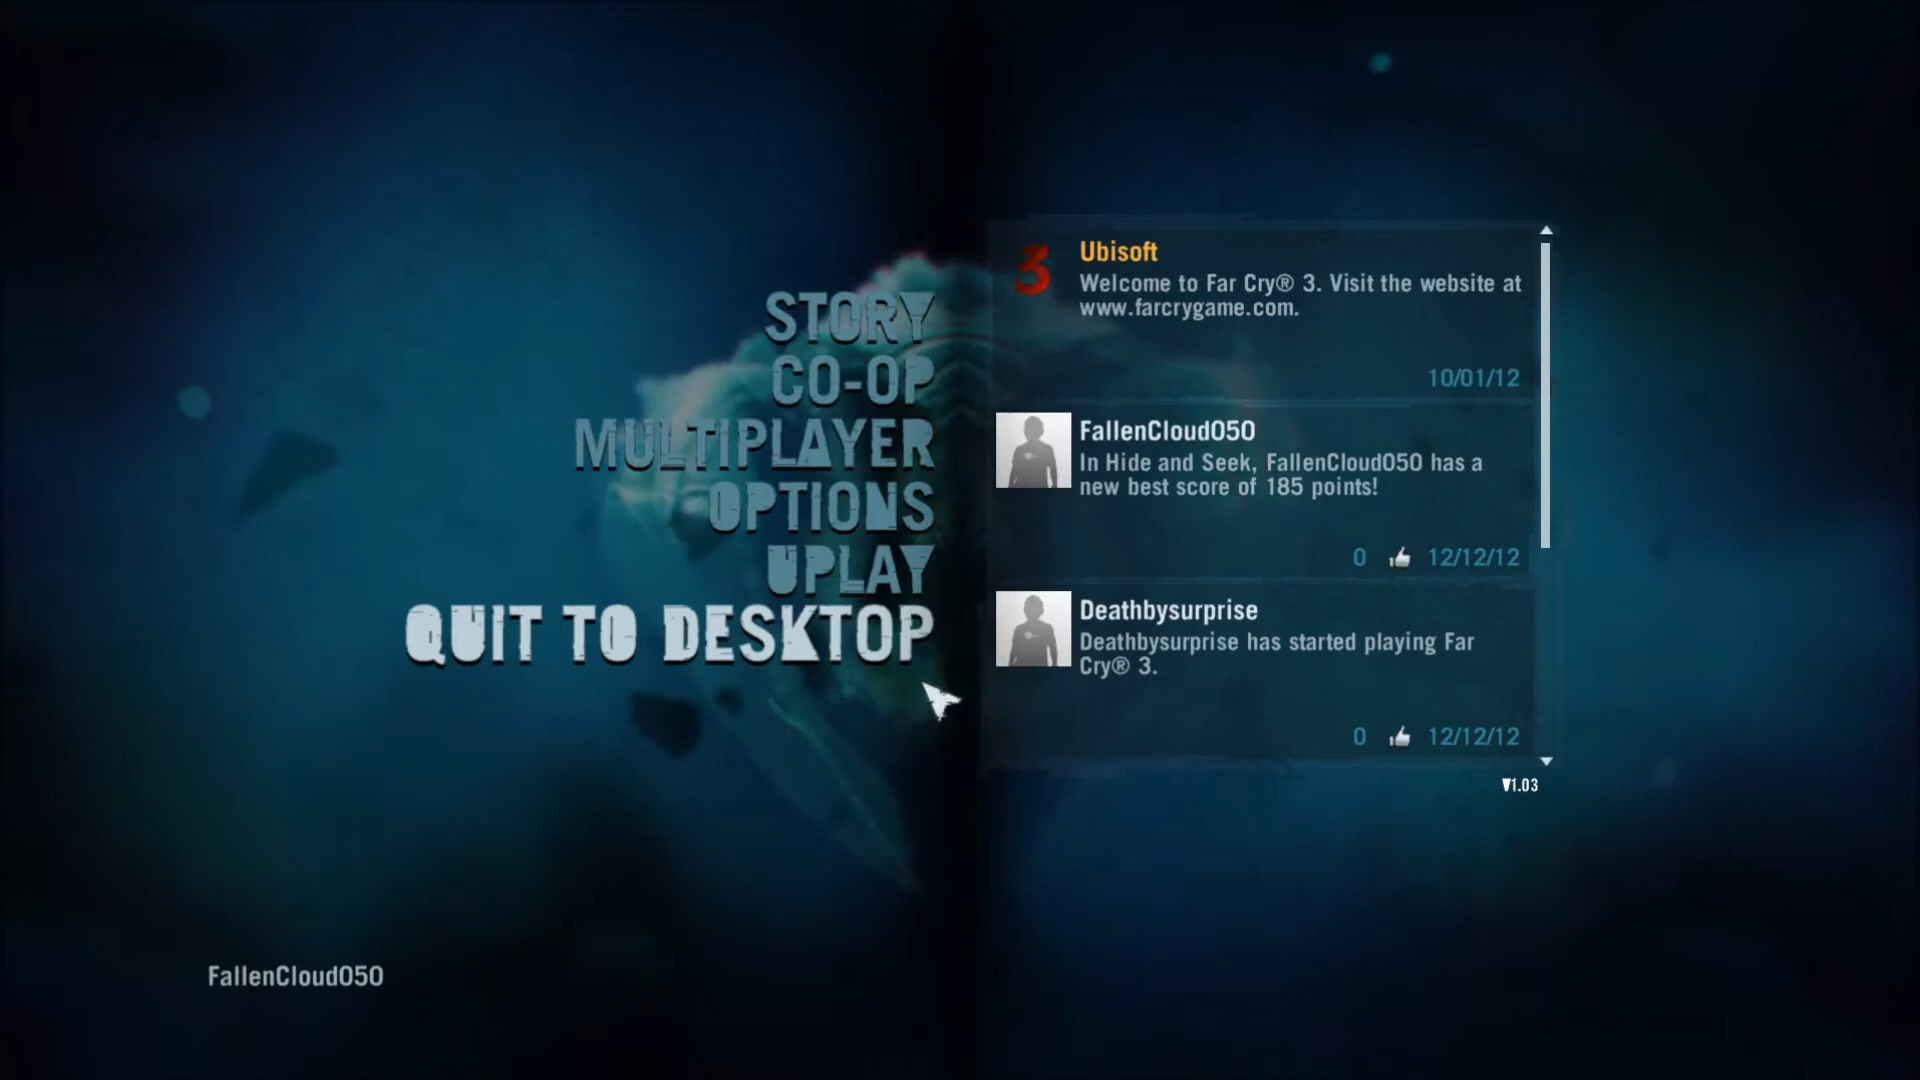 STORY
CO-OP
MULTIPLAYER
OPTIONS
UPLAY
QUIT TO DESKTOP
3
Ubisoft
Welcome to Far Cry® 3. Visit the website at
www.farcrygame.com.
10/01/12
FallenCloud050
In Hide and Seek, FallenCloud050 has a
new best score of 185 points!
0 12/12/12
Deathbysurprise
Deathbysurprise has started playing Far
Cry® 3.
0 12/12/12
V1.03
FallenCloud050